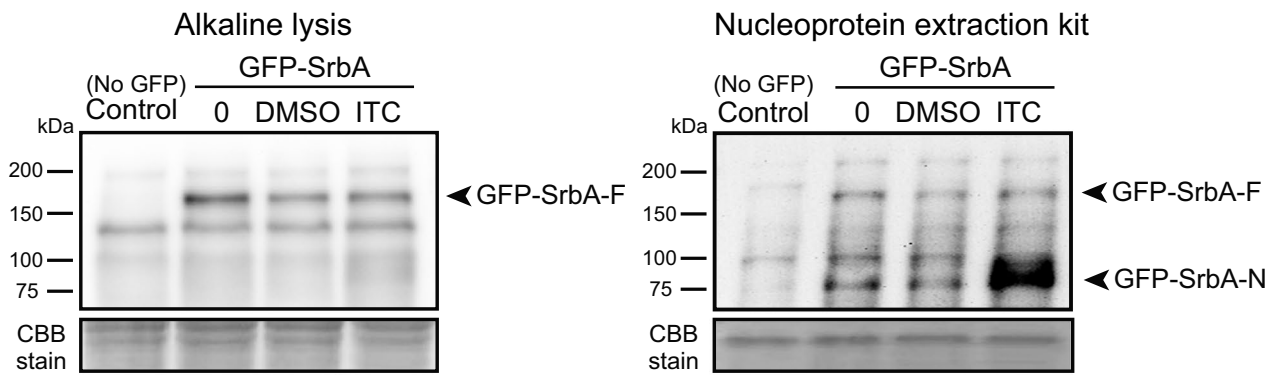 Alkaline lysis
(No GFP)
Control
GFP-SrbA
0 DMSO ITC
kDa
200
150
100
75
GFP-SrbA-F
CBB
stain
Nucleoprotein extraction kit
(No GFP)
Control
GFP-SrbA
0 DMSO ITC
kDa
200
150
100
75
GFP-SrbA-F
GFP-SrbA-N
CBB
stain